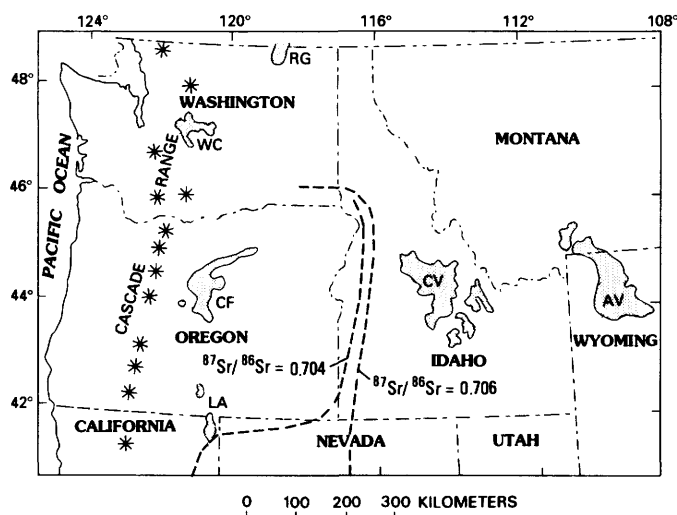 124° 120° 116° 112° 108°
RG
48°
WASHINGTON
MONTANA
WC
PACIFIC OCEAN
CASCADE RANGE
46°
CV
AV
44°
CF
OREGON
IDAHO
WYOMING
87Sr/ 86Sr = 0.704
87Sr/ 86Sr = 0.706
42°
LA
CALIFORNIA
NEVADA
UTAH
0 100 200 300 KILOMETERS